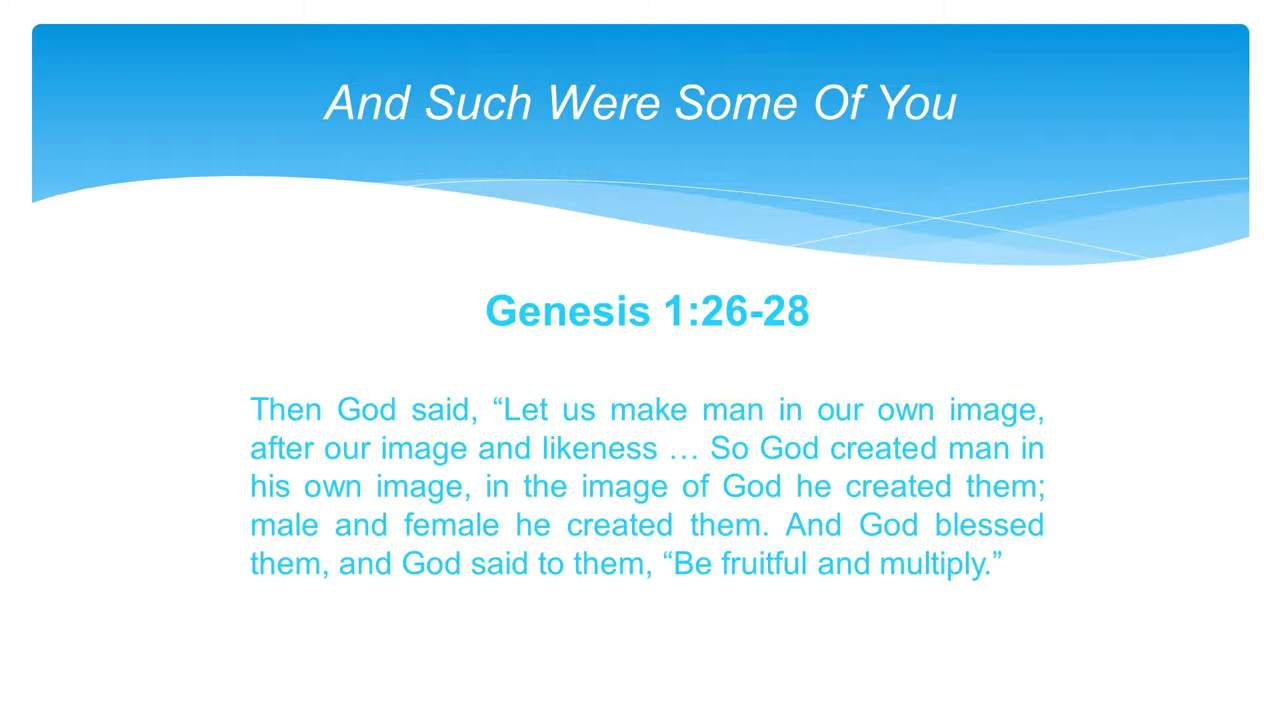 And Such Were Some Of You
Genesis 1:26-28
Then God said, “Let us make man in our own image,
after our image and likeness … So God created man in
his own image, in the image of God he created them;
male and female he created them. And God blessed
them, and God said to them, “Be fruitful and multiply.”